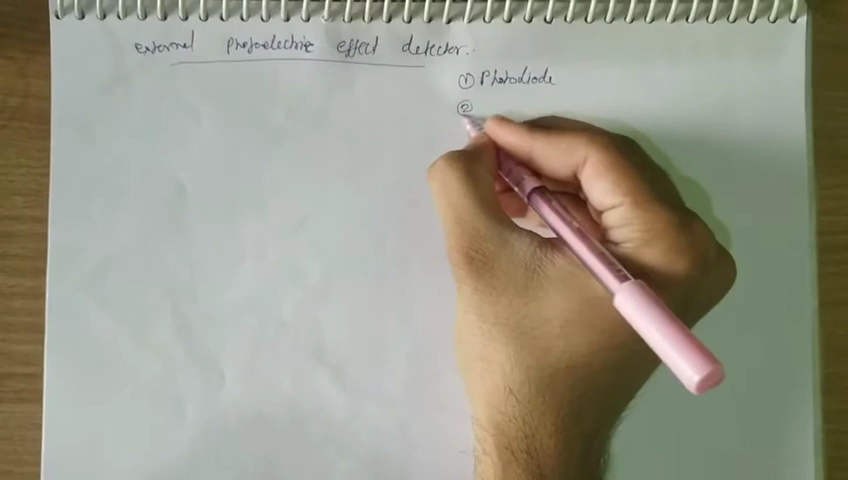 external photoelectric effect detector..
① Photodiode
②